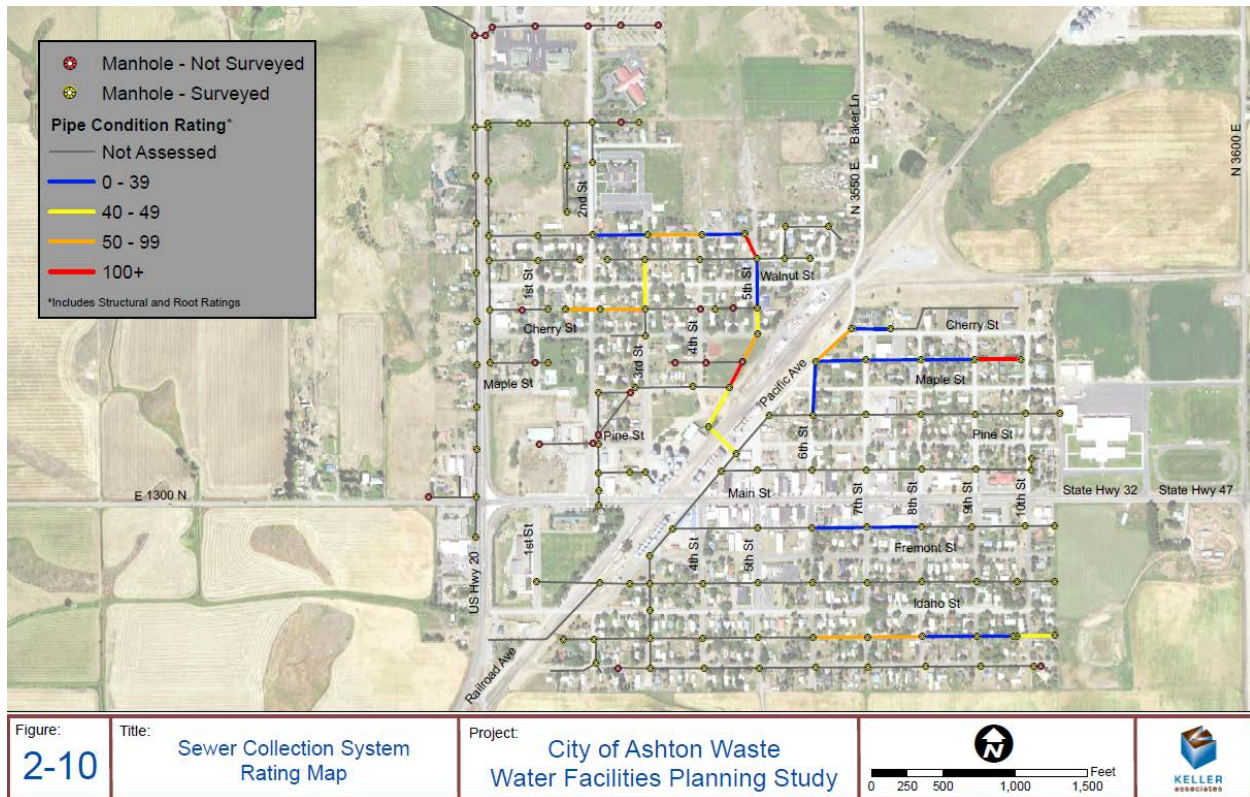 Manhole - Not Surveyed
Manhole - Surveyed
Pipe Condition Rating*
Not Assessed
0 - 39
40 - 49
50 - 99
100+
*Includes Structural and Root Ratings
2nd St
N 3550 E
Baker Ln
N 3600 E
1st St
5th St
Walnut St
Cherry St
4th St
3rd St
Cherry St
Maple St
Maple St
Pacific Ave
Pine St
6th St
Pine St
E 1300 N
Main St
7th St
8th St
9th St
10th St
State Hwy 32
State Hwy 47
US Hwy 20
1st St
4th St
5th St
Fremont St
Idaho St
Railroad Ave
Figure:
2-10
Title:
Sewer Collection System
Rating Map
Project:
City of Ashton Waste
Water Facilities Planning Study
N
Feet
0 250 500 1,000 1,500
KELLER
associates